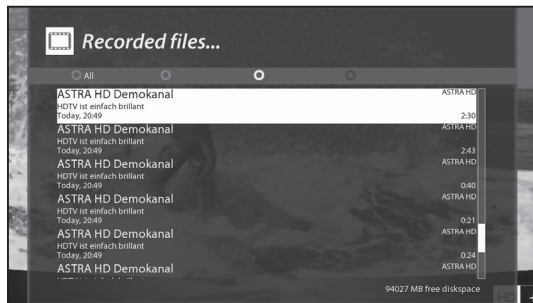 Recorded files...
All
ASTRA HD Demokanal ASTRA HD
HDTV ist einfach brillant
Today, 20:49 2:30
ASTRA HD Demokanal ASTRA HD
HDTV ist einfach brillant
Today, 20:49 2:43
ASTRA HD Demokanal ASTRA HD
HDTV ist einfach brillant
Today, 20:49 0:40
ASTRA HD Demokanal ASTRA HD
HDTV ist einfach brillant
Today, 20:49 0:21
ASTRA HD Demokanal ASTRA HD
HDTV ist einfach brillant
Today, 20:49 0:24
ASTRA HD Demokanal ASTRA HD
94027 MB free diskspace
HD